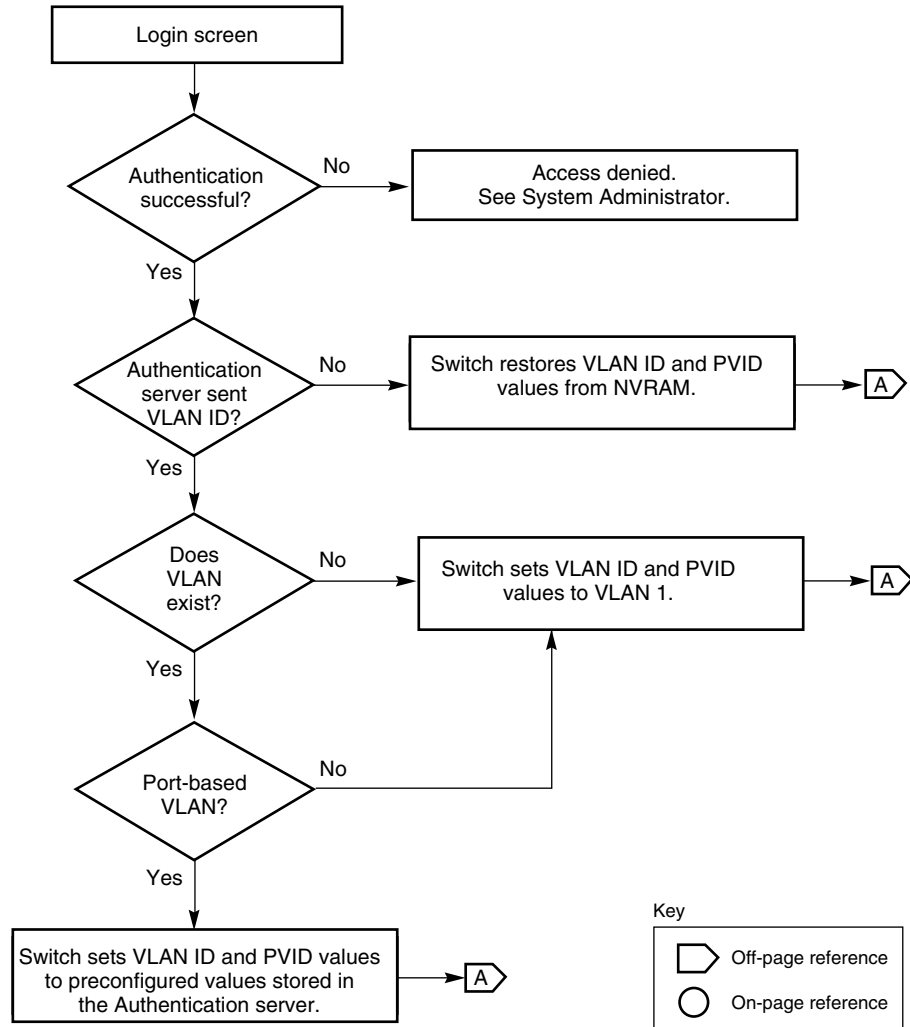 Login screen
Authentication
successful?
No
Access denied.
See System Administrator.
Yes
Authentication
server sent
VLAN ID?
No
Switch restores VLAN ID and PVID
values from NVRAM.
A
Yes
Does
VLAN
exist?
No
Switch sets VLAN ID and PVID
values to VLAN 1.
A
Yes
Port-based
VLAN?
No
Yes
Switch sets VLAN ID and PVID values
to preconfigured values stored in
the Authentication server.
A
Key
Off-page reference
On-page reference